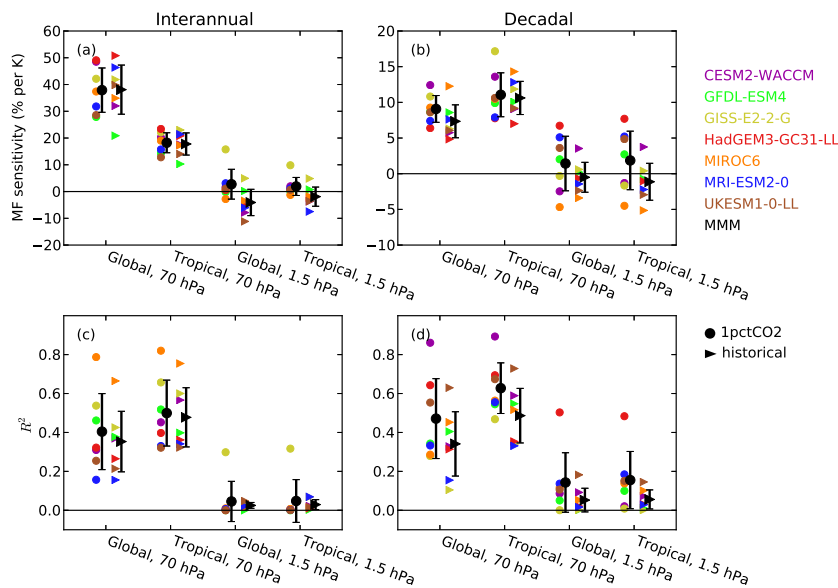 Interannual
Decadal
MF sensitivity (% per K)
60
50
40
30
20
10
0
−10
−20
(a)
Global, 70 hPa
Tropical, 70 hPa
Global, 1.5 hPa
Tropical, 1.5 hPa
20
15
10
5
0
−5
−10
(b)
Global, 70 hPa
Tropical, 70 hPa
Global, 1.5 hPa
Tropical, 1.5 hPa
CESM2-WACCM
GFDL-ESM4
GISS-E2-2-G
HadGEM3-GC31-LL
MIROC6
MRI-ESM2-0
UKESM1-0-LL
MMM
R²
0.8
0.6
0.4
0.2
0.0
(c)
Global, 70 hPa
Tropical, 70 hPa
Global, 1.5 hPa
Tropical, 1.5 hPa
0.8
0.6
0.4
0.2
0.0
(d)
Global, 70 hPa
Tropical, 70 hPa
Global, 1.5 hPa
Tropical, 1.5 hPa
1pctCO2
historical